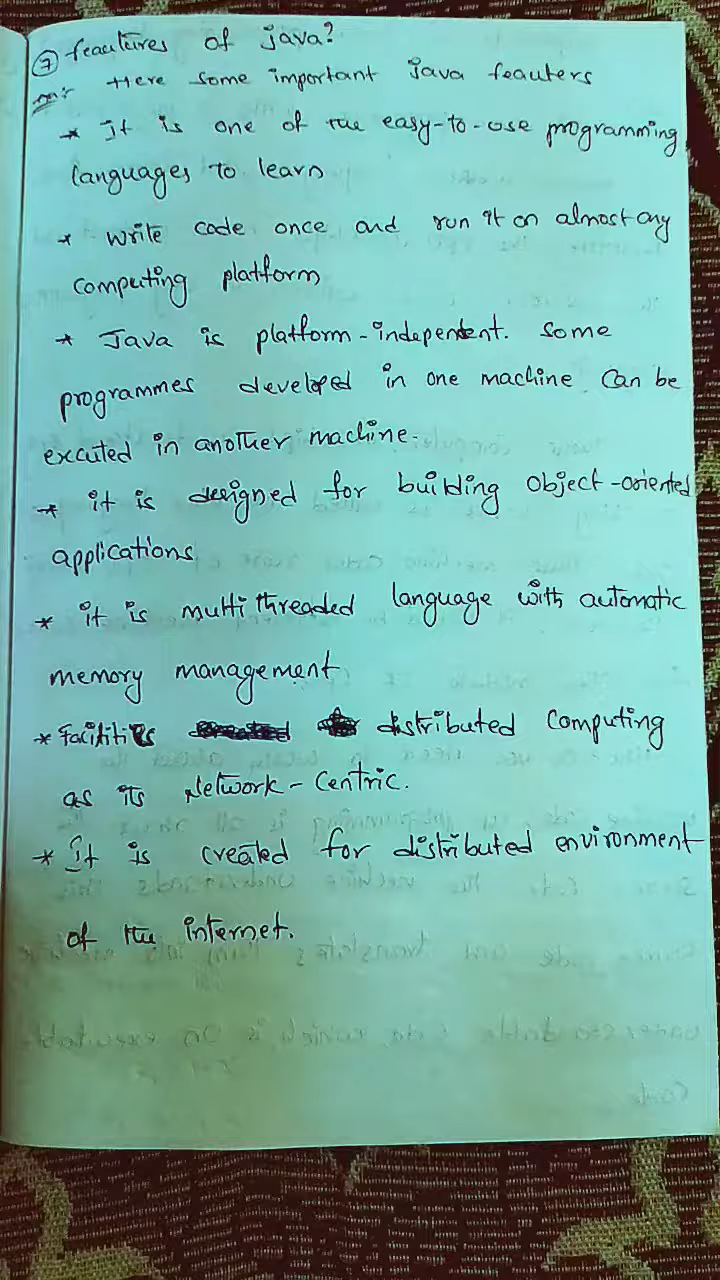 ⑦ feautures of java?
Ans: Here some important java feauters
* It is one of the easy-to-use programming
languages to learn
* write code once and run it on almost any
computing platform
* Java is platform-independent. Some
programmes developed in one machine can be
excuted in another machine.
* it is designed for building object-oriented
applications
* it is multithreaded language with automatic
memory management
* facilities distributed computing
as its Network-Centric.
* It is created for distributed environment
of the internet.